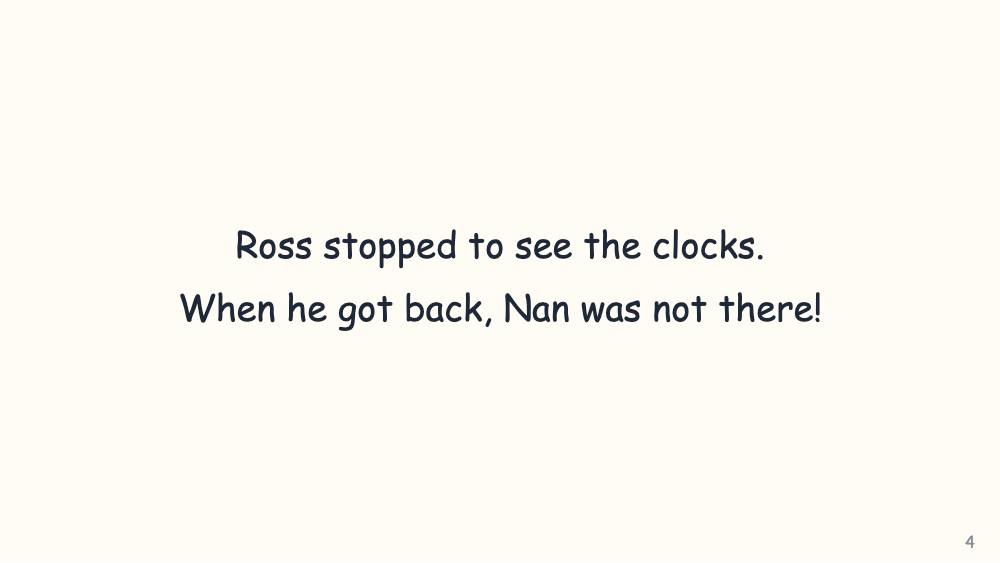 Ross stopped to see the clocks.
When he got back, Nan was not there!
4